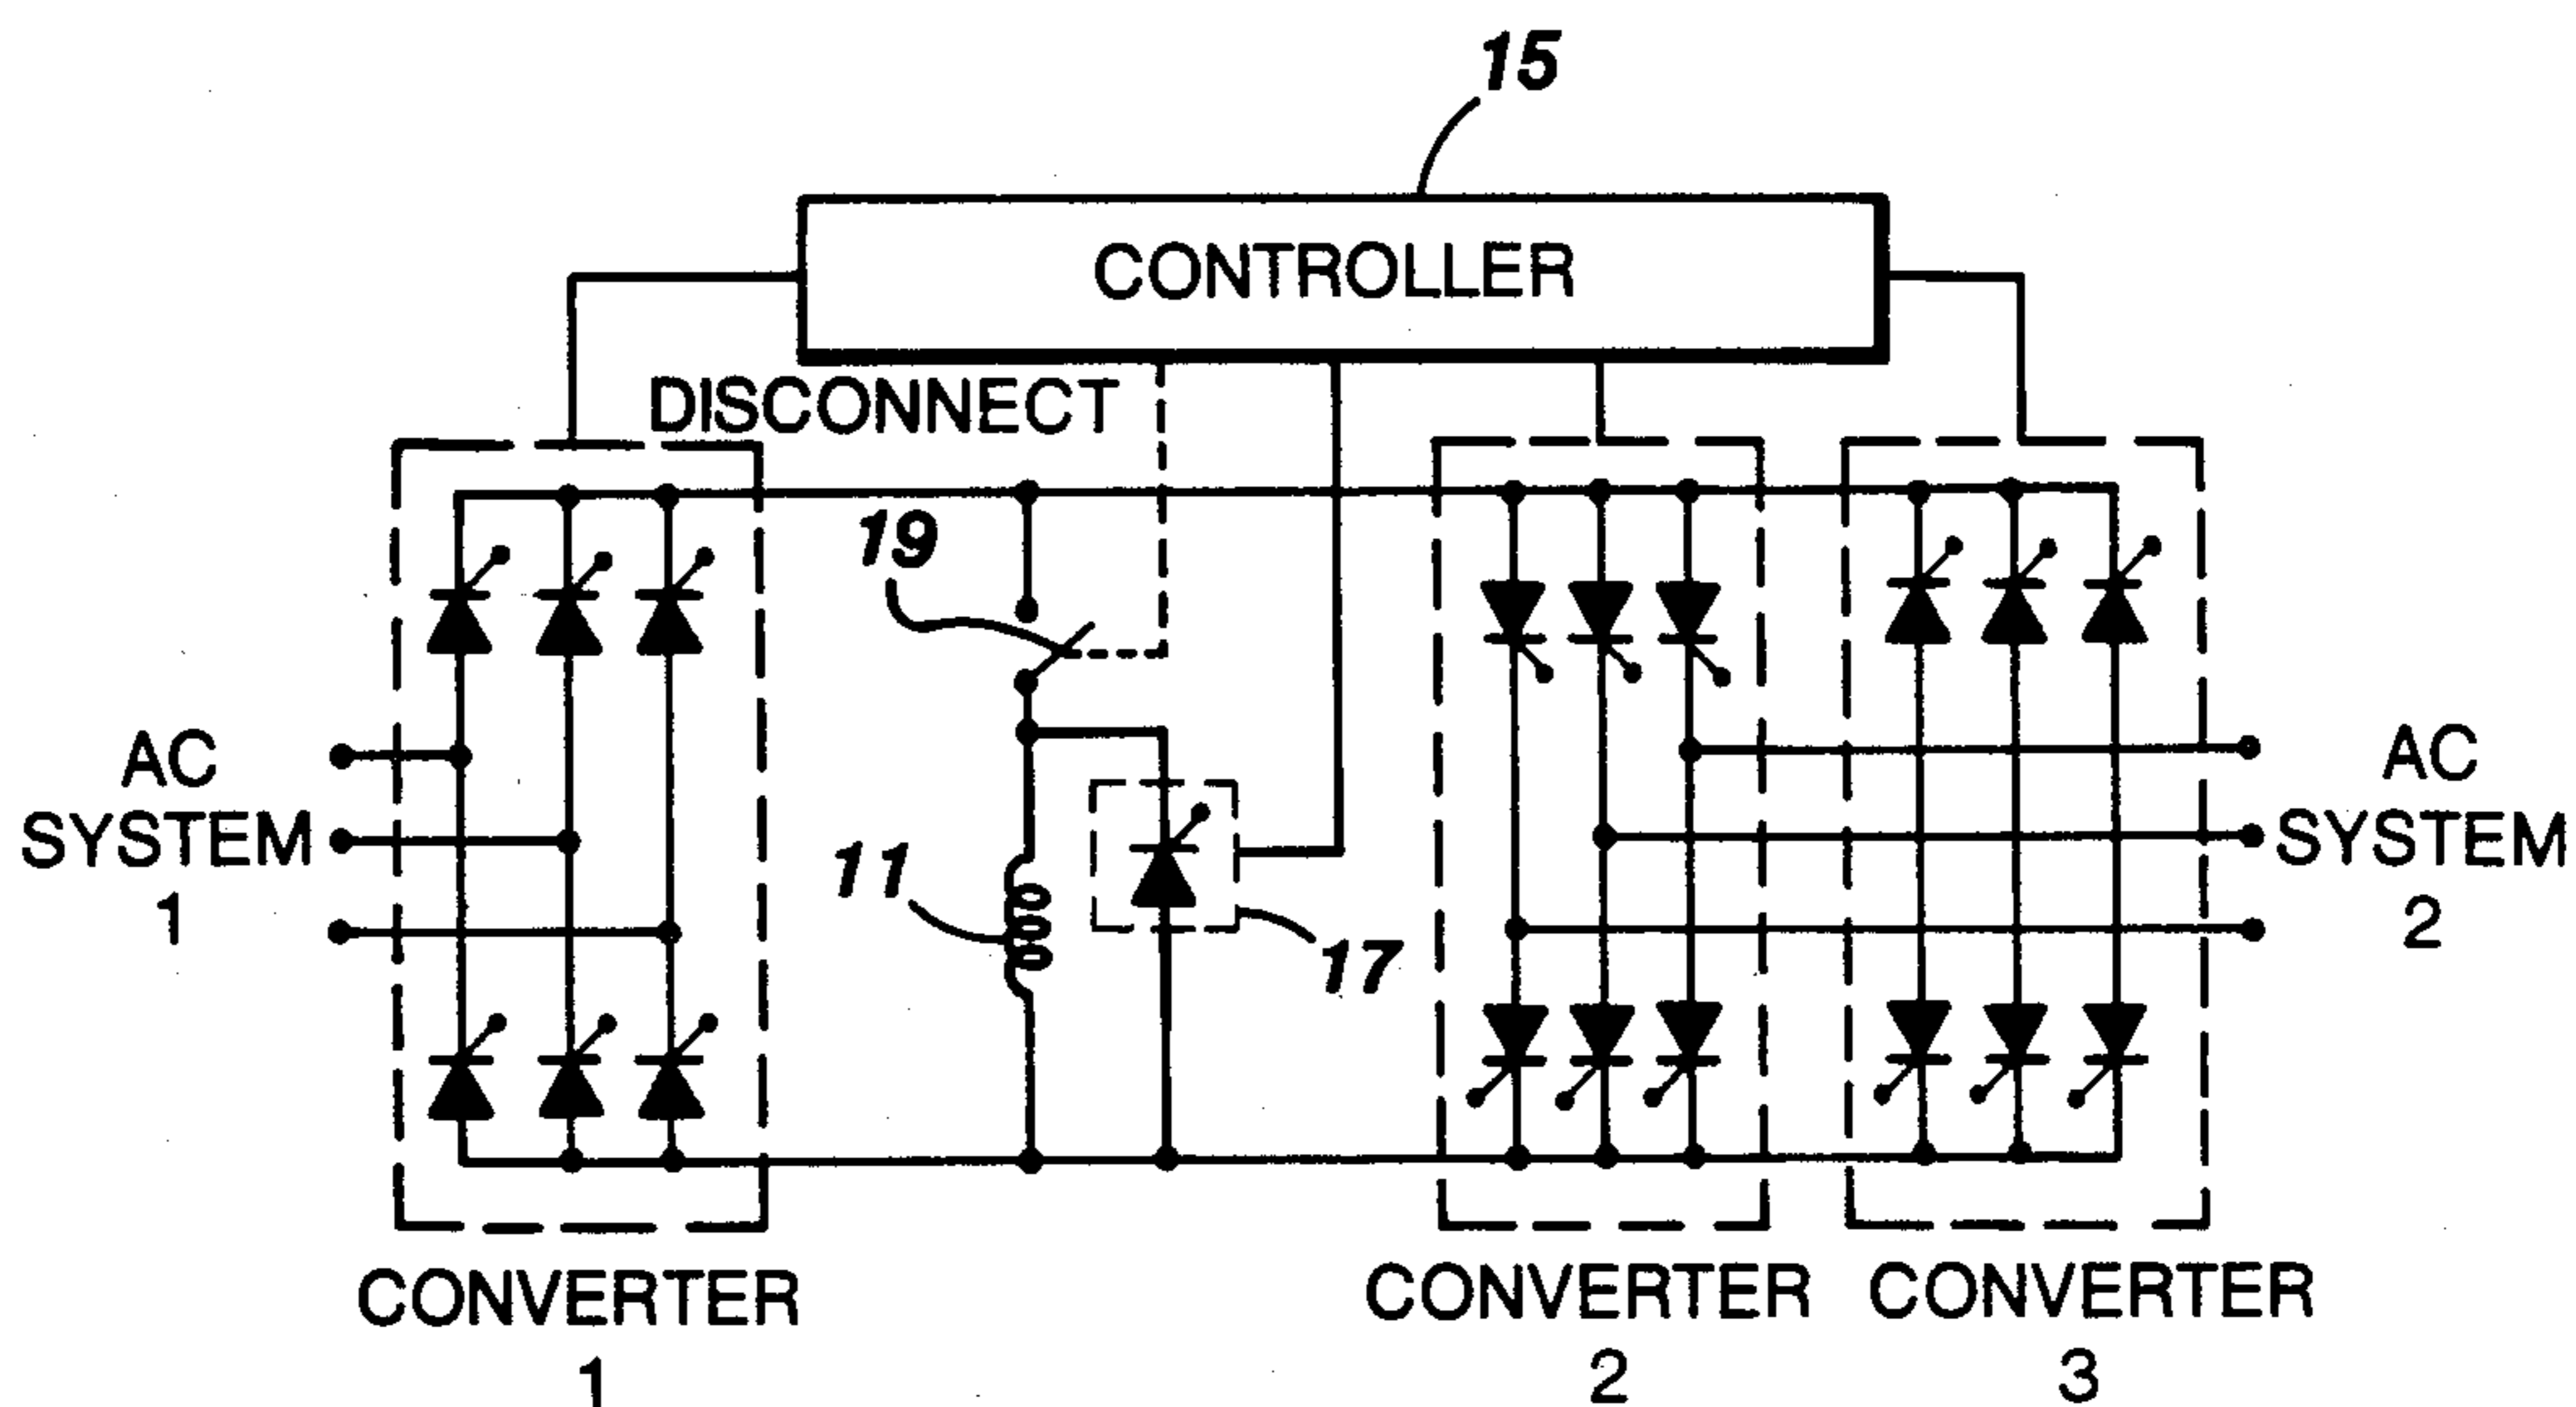 15
CONTROLLER
DISCONNECT
19
AC
SYSTEM
1
11
17
AC
SYSTEM
2
CONVERTER
1
CONVERTER
2
CONVERTER
3